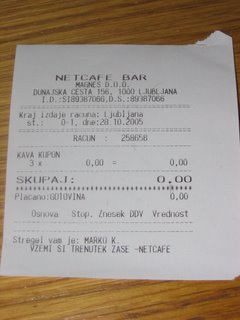 NETCAFE BAR
MAGNES D.O.O.
DUNAJSKA CESTA 156, 1000 LJUBLJANA
I.D.:SI89387066,D.S.:89387066
Kraj izdaje racuna: Ljubljana
st.: 0-1, dne:28.10.2005
RACUN : 258658
KAVA KUPON
3 x 0,00 = 0,00
SKUPAJ: 0,00
Placano:GOTOVINA 0,00
Osnova Stop. Znesek DDV Vrednost
Stregel vam je: MARKO K.
VZEMI SI TRENUTEK ZASE -NETCAFE